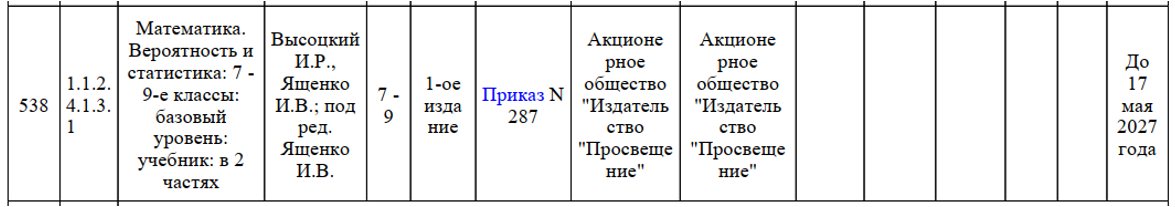 538
1.1.2.
4.1.3.
1
Математика.
Вероятность и
статистика: 7 -
9-е классы:
базовый
уровень:
учебник: в 2
частях
Высоцкий
И.Р.,
Ященко
И.В.; под
ред.
Ященко
И.В.
7 -
9
1-ое
изда
ние
Приказ N
287
Акционе
рное
общество
"Издатель
ство
"Просвеще
ние"
Акционе
рное
общество
"Издатель
ство
"Просвеще
ние"
До
17
мая
2027
года